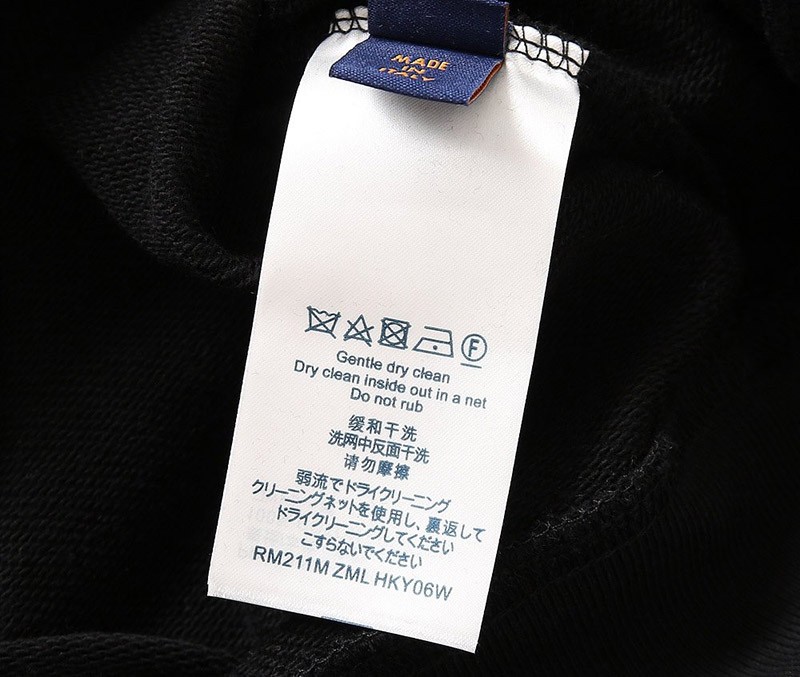 MADE
IN
ITALY
F
Gentle dry clean
Dry clean inside out in a net
Do not rub
缓和干洗
洗网中反面干洗
请勿摩擦
弱流でドライクリーニング
クリーニングネットを使用し、裏返して
ドライクリーニングしてください
こすらないでください
RM211M ZML HKY06W